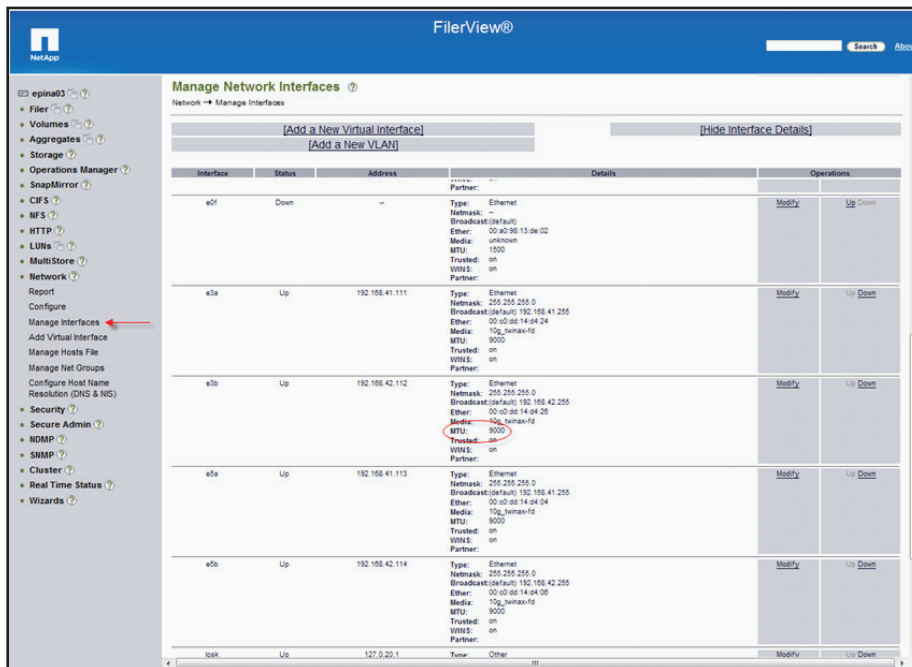 FilerView®
NetApp
Search Abou
epina03
Filer
Volumes
Aggregates
Storage
Operations Manager
SnapMirror
CIFS
NFS
HTTP
LUNs
MultiStore
Network
Report
Configure
Manage Interfaces
Add Virtual Interface
Manage Hosts File
Manage Net Groups
Configure Host Name
Resolution (DNS & NIS)
Security
Secure Admin
NDMP
SNMP
Cluster
Real Time Status
Wizards
Manage Network Interfaces
Network → Manage Interfaces
[Add a New Virtual Interface] [Hide Interface Details]
[Add a New VLAN]
Interface Status Address Details Operations
Partner:
e0f Down -- Type: Ethernet Modify Up Down
Netmask: --
Broadcast:(default)
Ether: 00:a0:98:13:de:02
Media: unknown
MTU: 1500
Trusted: on
WINS: on
Partner:
e3a Up 192.168.41.111 Type: Ethernet Modify Up Down
Netmask: 255.255.255.0
Broadcast:(default) 192.168.41.255
Ether: 00:c0:dd:14:d4:24
Media: 10g_twinax-fd
MTU: 9000
Trusted: on
WINS: on
Partner:
e3b Up 192.168.42.112 Type: Ethernet Modify Up Down
Netmask: 255.255.255.0
Broadcast:(default) 192.168.42.255
Ether: 00:c0:dd:14:d4:26
Media: 10g_twinax-fd
MTU: 9000
Trusted: on
WINS: on
Partner:
e5a Up 192.168.41.113 Type: Ethernet Modify Up Down
Netmask: 255.255.255.0
Broadcast:(default) 192.168.41.255
Ether: 00:c0:dd:14:d4:04
Media: 10g_twinax-fd
MTU: 9000
Trusted: on
WINS: on
Partner:
e5b Up 192.168.42.114 Type: Ethernet Modify Up Down
Netmask: 255.255.255.0
Broadcast:(default) 192.168.42.255
Ether: 00:c0:dd:14:d4:06
Media: 10g_twinax-fd
MTU: 9000
Trusted: on
WINS: on
Partner:
losk Up 127.0.20.1 Type: Other Modify Up Down